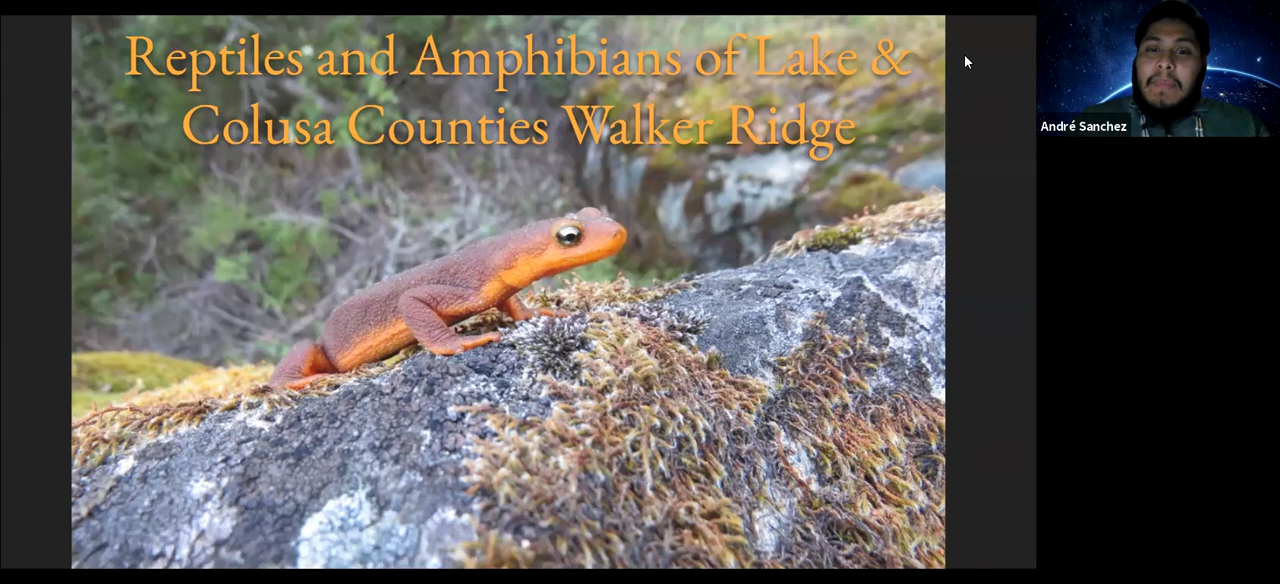 Reptiles and Amphibians of Lake &
Colusa Counties Walker Ridge
André Sanchez